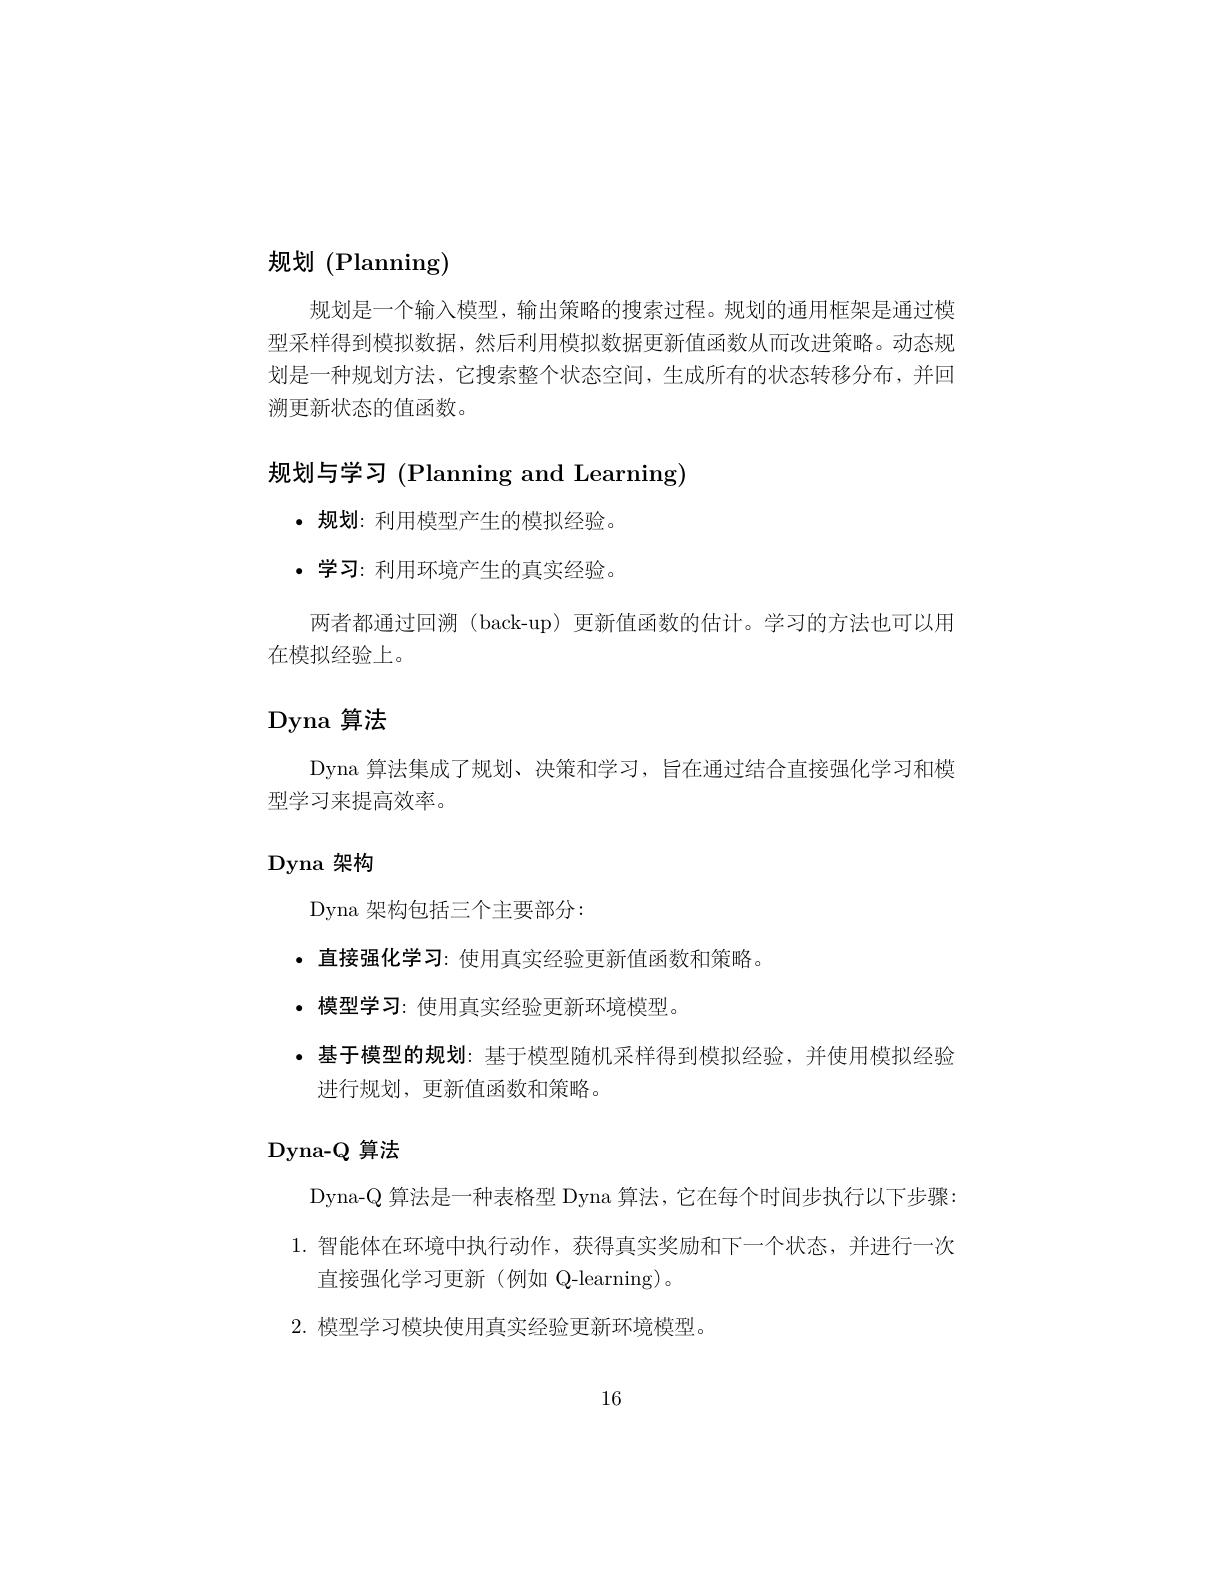 规划 (Planning)
规划是一个输入模型，输出策略的搜索过程。规划的通用框架是通过模
型采样得到模拟数据，然后利用模拟数据更新值函数从而改进策略。动态规
划是一种规划方法，它搜索整个状态空间，生成所有的状态转移分布，并回
溯更新状态的值函数。
规划与学习 (Planning and Learning)
• 规划: 利用模型产生的模拟经验。
• 学习: 利用环境产生的真实经验。
两者都通过回溯（back-up）更新值函数的估计。学习的方法也可以用
在模拟经验上。
Dyna 算法
Dyna 算法集成了规划、决策和学习，旨在通过结合直接强化学习和模
型学习来提高效率。
Dyna 架构
Dyna 架构包括三个主要部分：
• 直接强化学习: 使用真实经验更新值函数和策略。
• 模型学习: 使用真实经验更新环境模型。
• 基于模型的规划: 基于模型随机采样得到模拟经验，并使用模拟经验
进行规划，更新值函数和策略。
Dyna-Q 算法
Dyna-Q 算法是一种表格型 Dyna 算法，它在每个时间步执行以下步骤：
1. 智能体在环境中执行动作，获得真实奖励和下一个状态，并进行一次
直接强化学习更新（例如 Q-learning）。
2. 模型学习模块使用真实经验更新环境模型。
16